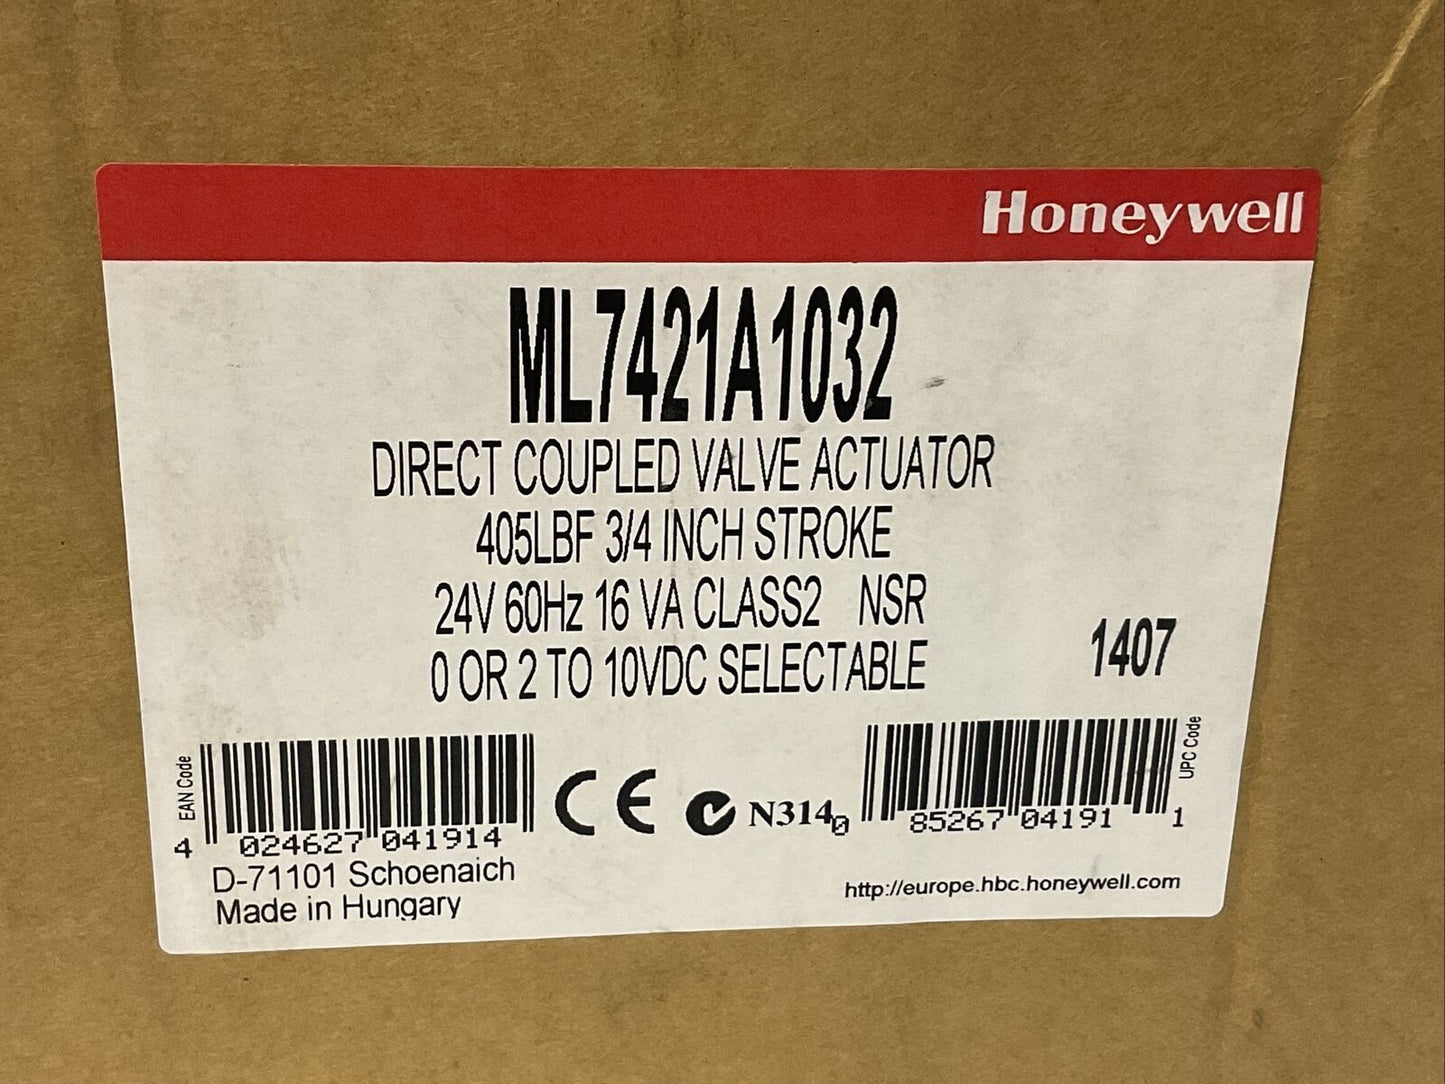 Honeywell
ML7421A1032
DIRECT COUPLED VALVE ACTUATOR
405LBF 3/4 INCH STROKE
24V 60Hz 16 VA CLASS2 NSR
0 OR 2 TO 10VDC SELECTABLE
1407
EAN Code
4 024627 041914
CE
N314
0 85267 04191 1
UPC Code
D-71101 Schoenaich
Made in Hungary
http://europe.hbc.honeywell.com